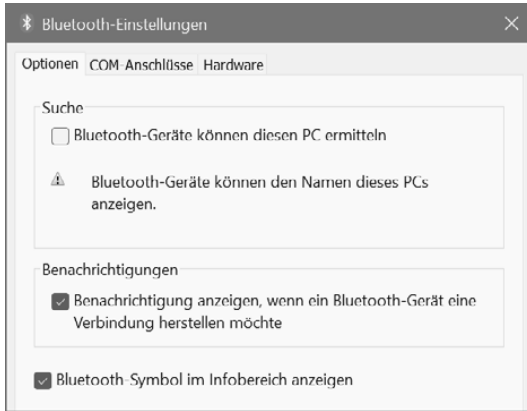 Bluetooth-Einstellungen
Optionen COM-Anschlüsse Hardware
Suche
Bluetooth-Geräte können diesen PC ermitteln
Bluetooth-Geräte können den Namen dieses PCs
anzeigen.
Benachrichtigungen
Benachrichtigung anzeigen, wenn ein Bluetooth-Gerät eine
Verbindung herstellen möchte
Bluetooth-Symbol im Infobereich anzeigen